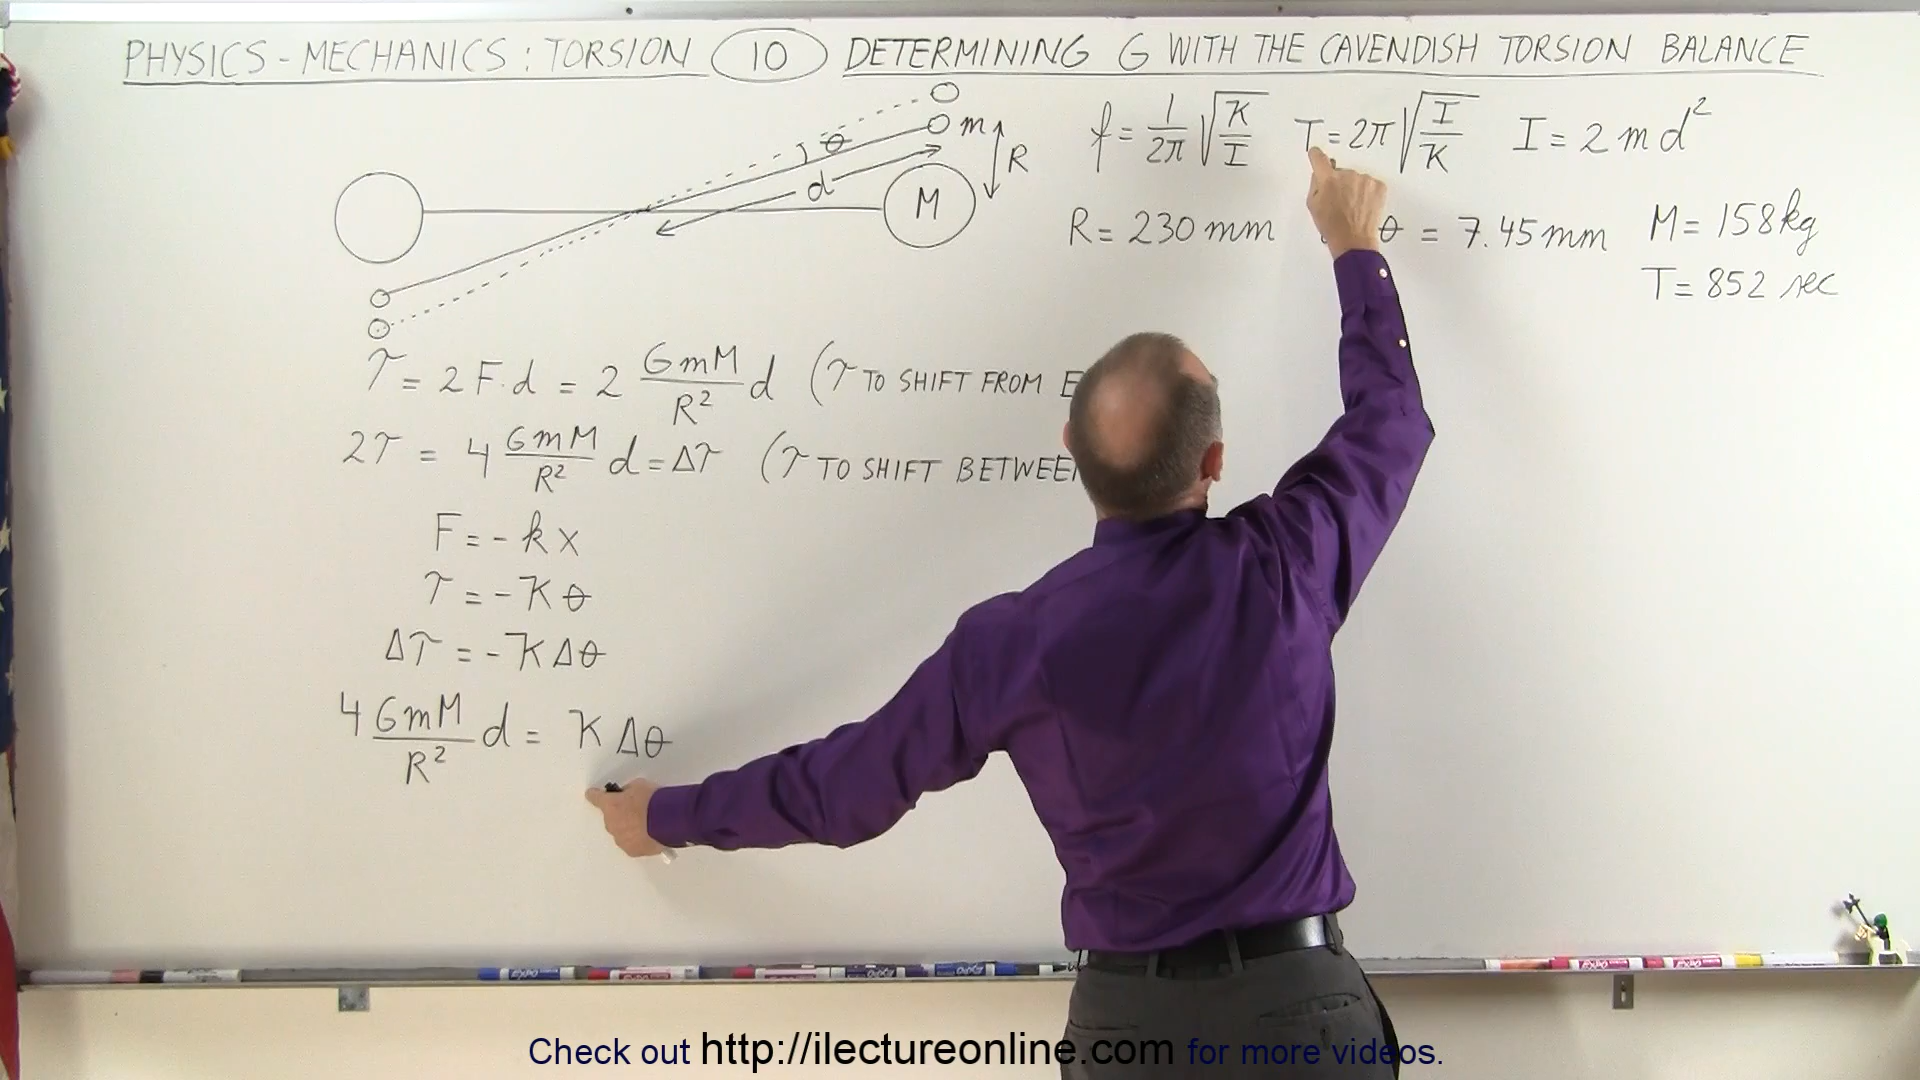 PHYSICS - MECHANICS : TORSION 10 DETERMINING G WITH THE CAVENDISH TORSION BALANCE
f = 1/2π √(K/I) T = 2π √(I/K) I = 2md²
θ
m
R
d
M
R = 230 mm θ = 7.45 mm M = 158 kg
T = 852 sec
τ = 2F·d = 2 GmM/R² d (τ TO SHIFT FROM
2τ = 4 GmM/R² d = Δτ (τ TO SHIFT BETWEEN
F = -kx
τ = -Kθ
Δτ = -KΔθ
4 GmM/R² d = KΔθ
Check out http://ilectureonline.com for more videos.